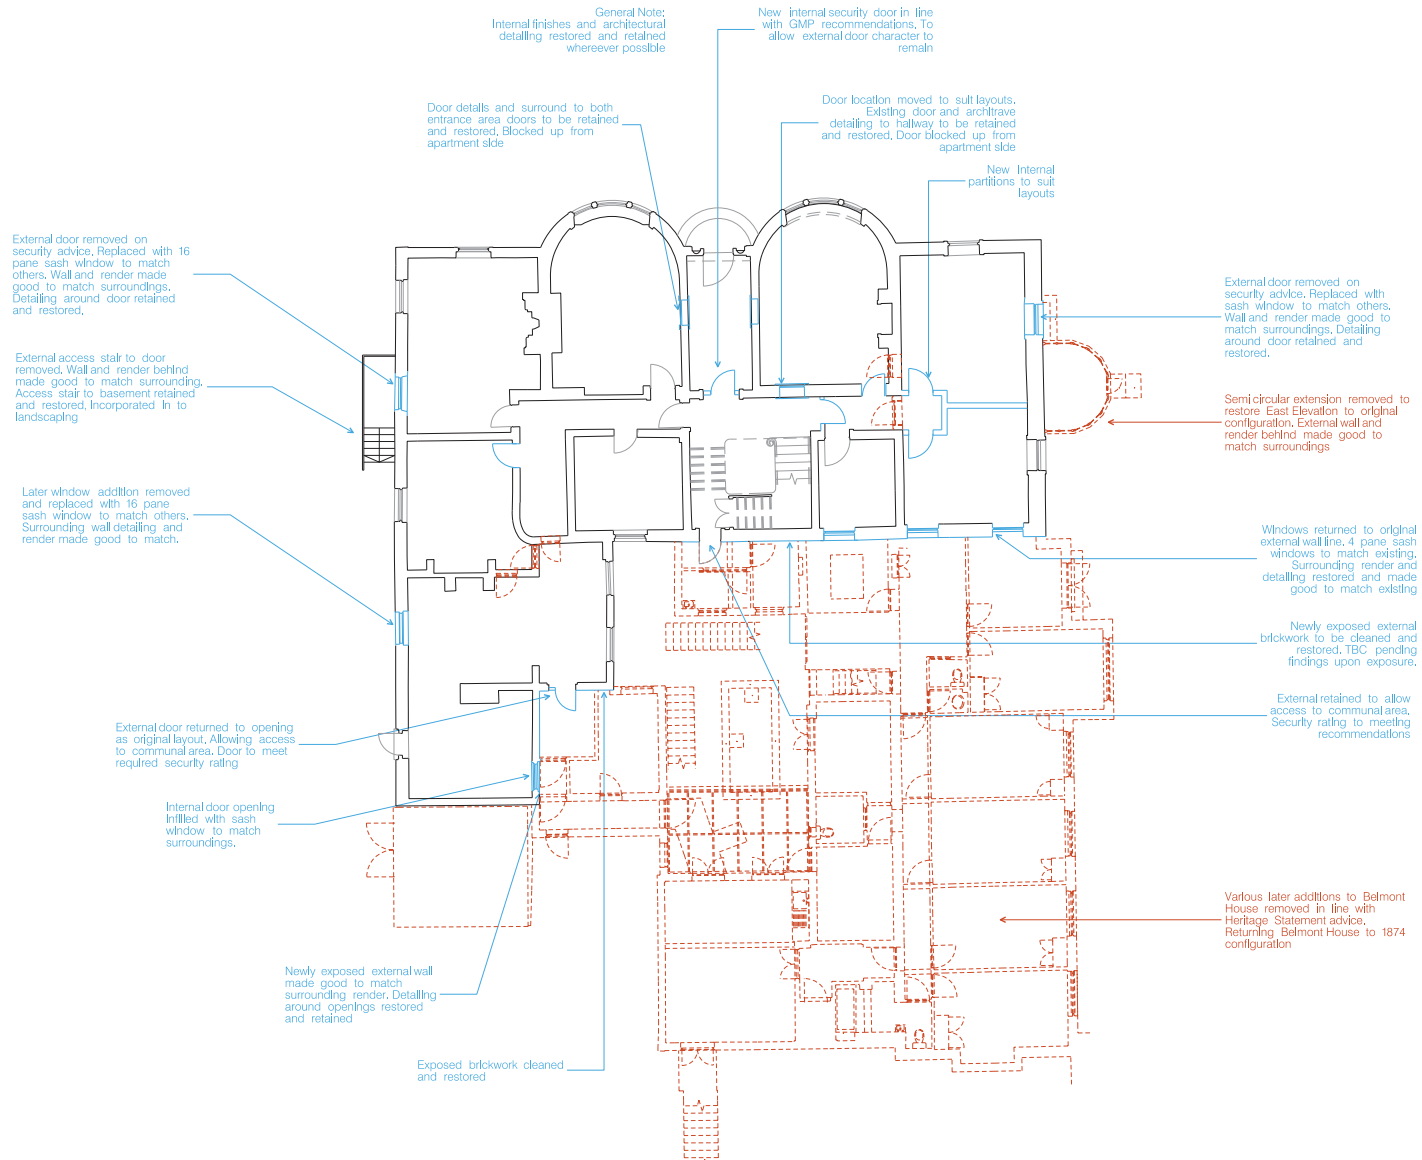 General Note:
Internal finishes and architectural
detailing restored and retained
whereever possible
New internal security door in line
with GMP recommendations. To
allow external door character to
remain
Door details and surround to both
entrance area doors to be retained
and restored. Blocked up from
apartment side
Door location moved to suit layouts.
Existing door and architrave
detailing to hallway to be retained
and restored. Door blocked up from
apartment side
New Internal
partitions to suit
layouts
External door removed on
security advice. Replaced with 16
pane sash window to match
others. Wall and render made
good to match surroundings.
Detailing around door retained
and restored.
External door removed on
security advice. Replaced with
sash window to match others.
Wall and render made good to
match surroundings. Detailing
around door retained and
restored.
External access stair to door
removed. Wall and render behind
made good to match surrounding.
Access stair to basement retained
and restored. Incorporated in to
landscaping
Semi circular extension removed to
restore East Elevation to original
configuration. External wall and
render behind made good to
match surroundings
Later window addition removed
and replaced with 16 pane
sash window to match others.
Surrounding wall detailing and
render made good to match.
Windows returned to original
external wall line. 4 pane sash
windows to match existing.
Surrounding render and
detailing restored and made
good to match existing
Newly exposed external
brickwork to be cleaned and
restored. TBC pending
findings upon exposure.
External retained to allow
access to communal area.
Security rating to meeting
recommendations
External door returned to opening
as original layout. Allowing access
to communal area. Door to meet
required security rating
Internal door opening
Infilled with sash
window to match
surroundings.
Various later additions to Belmont
House removed in line with
Heritage Statement advice.
Returning Belmont House to 1874
configuration
Newly exposed external wall
made good to match
surrounding render. Detailing
around openings restored
and retained
Exposed brickwork cleaned
and restored